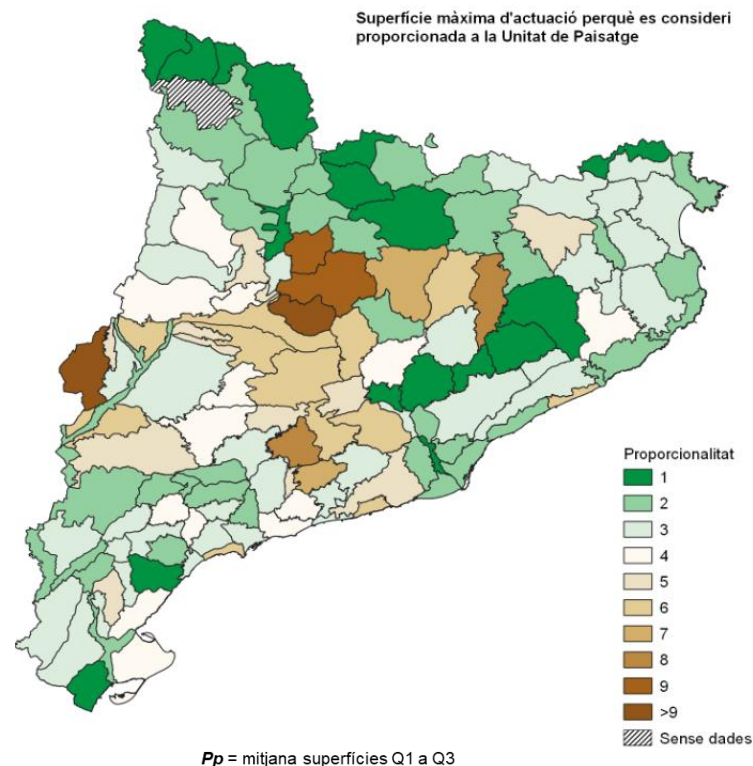 Superfície màxima d'actuació perquè es consideri
proporcionada a la Unitat de Paisatge
Proporcionalitat
1
2
3
4
5
6
7
8
9
>9
Sense dades
Pp = mitjana superfícies Q1 a Q3